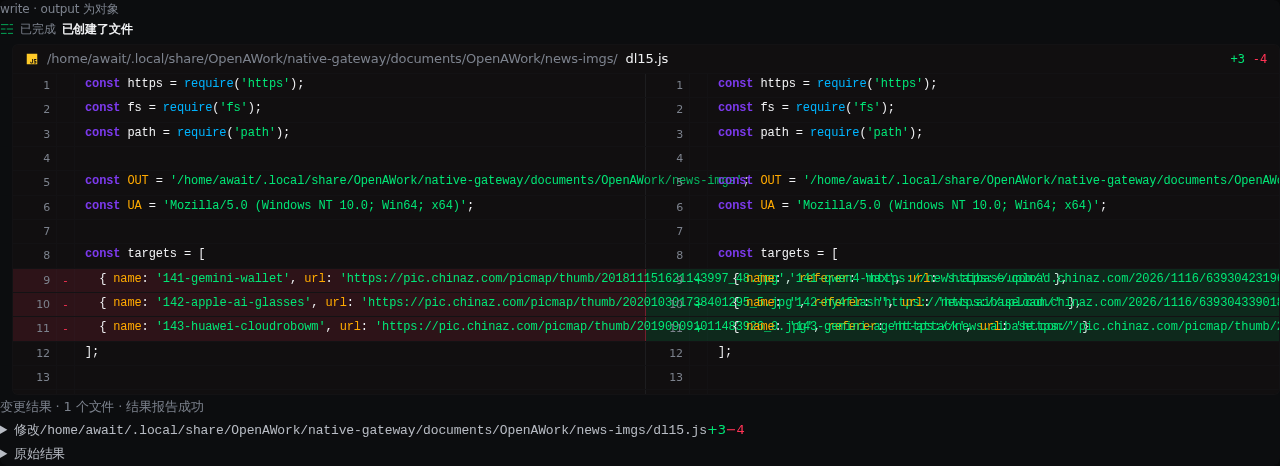 write · output 为对象
已完成 已创建了文件
/home/await/.local/share/OpenAWork/native-gateway/documents/OpenAWork/news-imgs/ dl15.js +3 -4
1 const https = require('https');
2 const fs = require('fs');
3 const path = require('path');
4
5 const OUT = '/home/await/.local/share/OpenAWork/native-gateway/documents/OpenAWork/news-imgs';
6 const UA = 'Mozilla/5.0 (Windows NT 10.0; Win64; x64)';
7
8 const targets = [
9 - { name: '141-gemini-wallet', url: 'https://pic.chinaz.com/picmap/thumb/201811151621143997_48.jpg',
10 - { name: '142-apple-ai-glasses', url: 'https://pic.chinaz.com/picmap/thumb/
11 - { name: '143-huawei-cloudrobowm', url: 'https://pic.chinaz.com/picmap/thumb/
12 ];
13
1 const https = require('https');
2 const fs = require('fs');
3 const path = require('path');
4
5 const OUT = '/home/await/.local/share/OpenAWork/native-gateway/documents/OpenAW
6 const UA = 'Mozilla/5.0 (Windows NT 10.0; Win64; x64)';
7
8 const targets = [
9 + { name:
10 + { name:
11 + { name:
12 ];
13
变更结果 · 1 个文件 · 结果报告成功
▶ 修改/home/await/.local/share/OpenAWork/native-gateway/documents/OpenAWork/news-imgs/dl15.js+3−4
▶ 原始结果